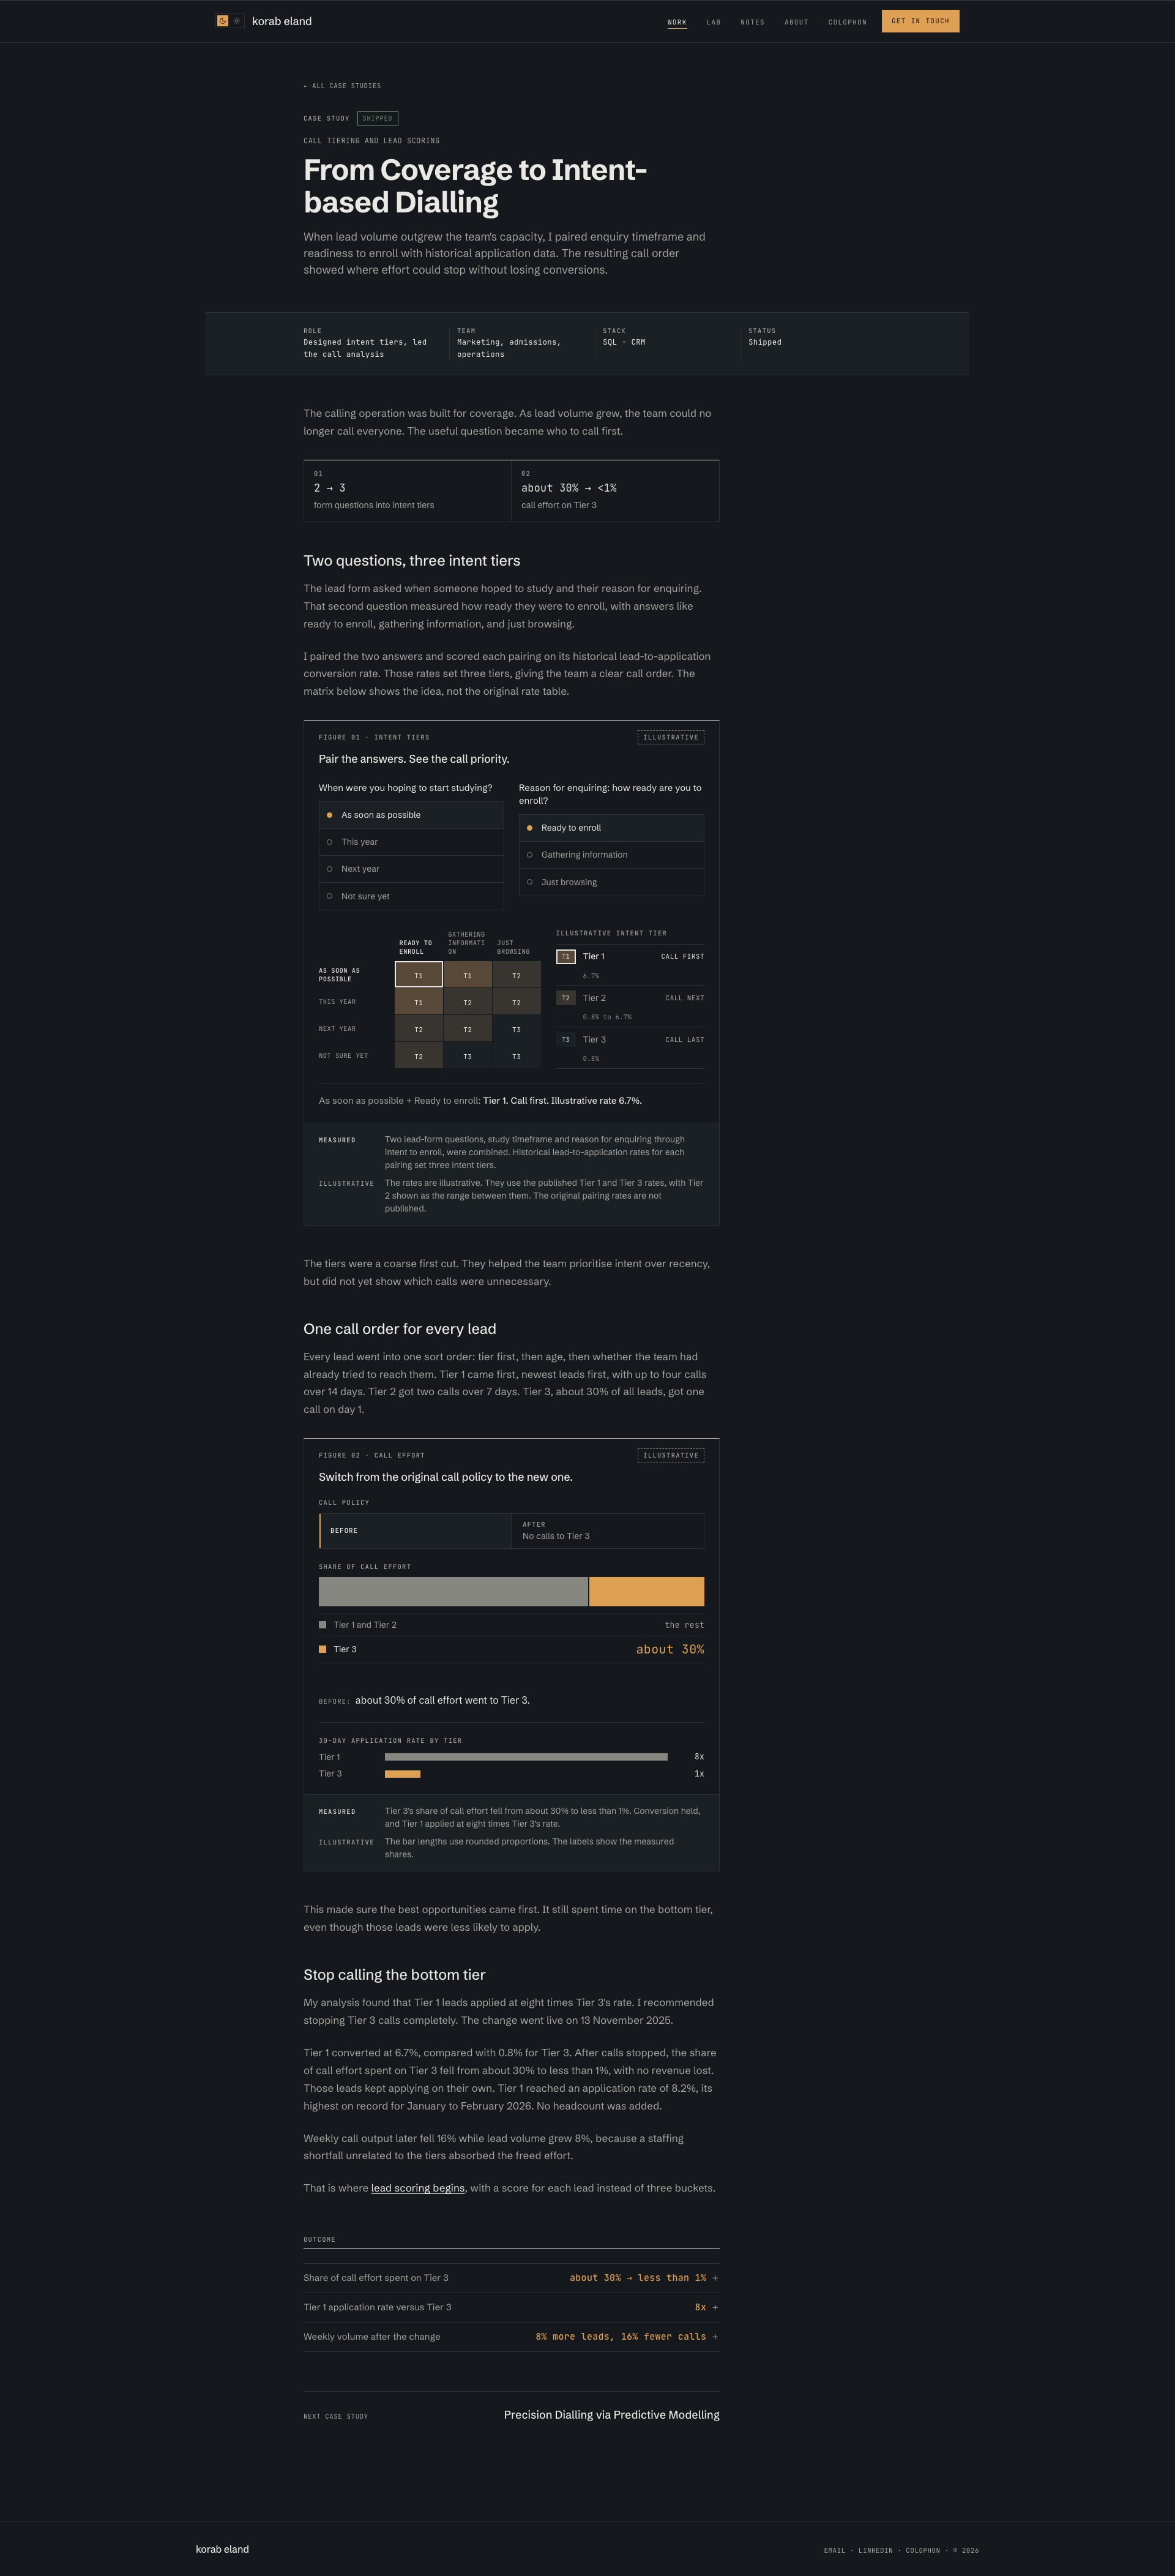 korab eland
WORK
LAB
NOTES
ABOUT
COLOPHON
GET IN TOUCH
← ALL CASE STUDIES
CASE STUDY
SHIPPED
CALL TIERING AND LEAD SCORING
From Coverage to Intent-
based Dialling
When lead volume outgrew the team's capacity, I paired enquiry timeframe and
readiness to enroll with historical application data. The resulting call order
showed where effort could stop without losing conversions.
ROLE
Designed intent tiers, led
the call analysis
TEAM
Marketing, admissions,
operations
STACK
SQL · CRM
STATUS
Shipped
The calling operation was built for coverage. As lead volume grew, the team could no
longer call everyone. The useful question became who to call first.
01
2 → 3
form questions into intent tiers
02
about 30% → <1%
call effort on Tier 3
Two questions, three intent tiers
The lead form asked when someone hoped to study and their reason for enquiring.
That second question measured how ready they were to enroll, with answers like
ready to enroll, gathering information, and just browsing.
I paired the two answers and scored each pairing on its historical lead-to-application
conversion rate. Those rates set three tiers, giving the team a clear call order. The
matrix below shows the idea, not the original rate table.
FIGURE 01 · INTENT TIERS
ILLUSTRATIVE
Pair the answers. See the call priority.
When were you hoping to start studying?
As soon as possible
This year
Next year
Not sure yet
Reason for enquiring: how ready are you to
enroll?
Ready to enroll
Gathering information
Just browsing
READY TO
ENROLL
GATHERING
INFORMATI
ON
JUST
BROWSING
AS SOON AS
POSSIBLE
T1
T1
T2
THIS YEAR
T1
T2
T2
NEXT YEAR
T2
T2
T3
NOT SURE YET
T2
T3
T3
ILLUSTRATIVE INTENT TIER
T1
Tier 1
CALL FIRST
6.7%
T2
Tier 2
CALL NEXT
0.8% to 6.7%
T3
Tier 3
CALL LAST
0.8%
As soon as possible + Ready to enroll: Tier 1. Call first. Illustrative rate 6.7%.
MEASURED
Two lead-form questions, study timeframe and reason for enquiring through
intent to enroll, were combined. Historical lead-to-application rates for each
pairing set three intent tiers.
ILLUSTRATIVE
The rates are illustrative. They use the published Tier 1 and Tier 3 rates, with Tier
2 shown as the range between them. The original pairing rates are not
published.
The tiers were a coarse first cut. They helped the team prioritise intent over recency,
but did not yet show which calls were unnecessary.
One call order for every lead
Every lead went into one sort order: tier first, then age, then whether the team had
already tried to reach them. Tier 1 came first, newest leads first, with up to four calls
over 14 days. Tier 2 got two calls over 7 days. Tier 3, about 30% of all leads, got one
call on day 1.
FIGURE 02 · CALL EFFORT
ILLUSTRATIVE
Switch from the original call policy to the new one.
CALL POLICY
BEFORE
AFTER
No calls to Tier 3
SHARE OF CALL EFFORT
Tier 1 and Tier 2
the rest
Tier 3
about 30%
BEFORE: about 30% of call effort went to Tier 3.
30-DAY APPLICATION RATE BY TIER
Tier 1
8x
Tier 3
1x
MEASURED
Tier 3's share of call effort fell from about 30% to less than 1%. Conversion held,
and Tier 1 applied at eight times Tier 3's rate.
ILLUSTRATIVE
The bar lengths use rounded proportions. The labels show the measured
shares.
This made sure the best opportunities came first. It still spent time on the bottom tier,
even though those leads were less likely to apply.
Stop calling the bottom tier
My analysis found that Tier 1 leads applied at eight times Tier 3's rate. I recommended
stopping Tier 3 calls completely. The change went live on 13 November 2025.
Tier 1 converted at 6.7%, compared with 0.8% for Tier 3. After calls stopped, the share
of call effort spent on Tier 3 fell from about 30% to less than 1%, with no revenue lost.
Those leads kept applying on their own. Tier 1 reached an application rate of 8.2%, its
highest on record for January to February 2026. No headcount was added.
Weekly call output later fell 16% while lead volume grew 8%, because a staffing
shortfall unrelated to the tiers absorbed the freed effort.
That is where lead scoring begins, with a score for each lead instead of three buckets.
OUTCOME
Share of call effort spent on Tier 3
about 30% → less than 1% +
Tier 1 application rate versus Tier 3
8x +
Weekly volume after the change
8% more leads, 16% fewer calls +
NEXT CASE STUDY
Precision Dialling via Predictive Modelling
korab eland
EMAIL · LINKEDIN · COLOPHON · © 2026